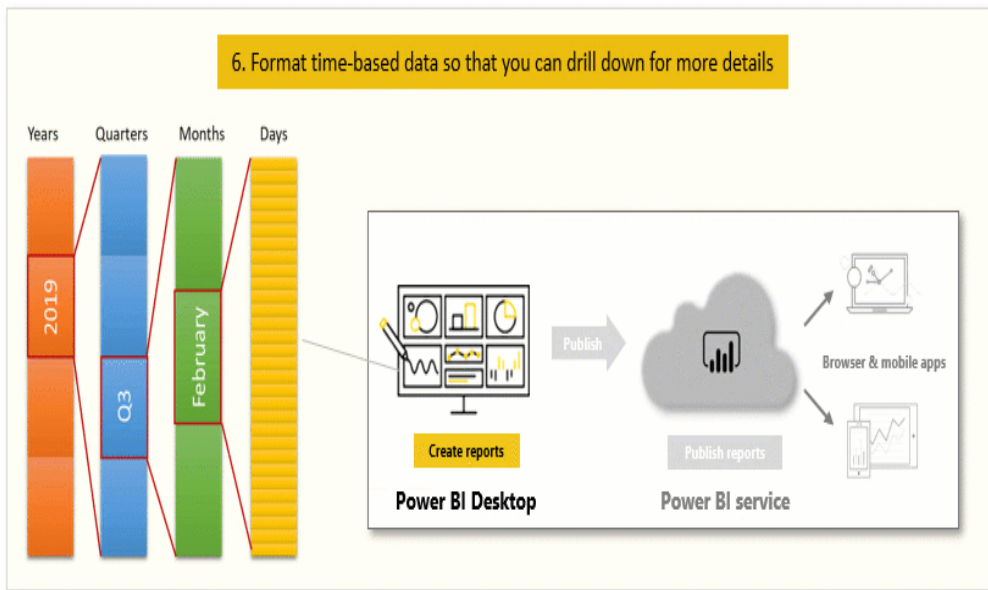 6. Format time-based data so that you can drill down for more details
Years
Quarters
Months
Days
2019
Q3
February
Publish
Browser & mobile apps
Create reports
Publish reports
Power BI Desktop
Power BI service